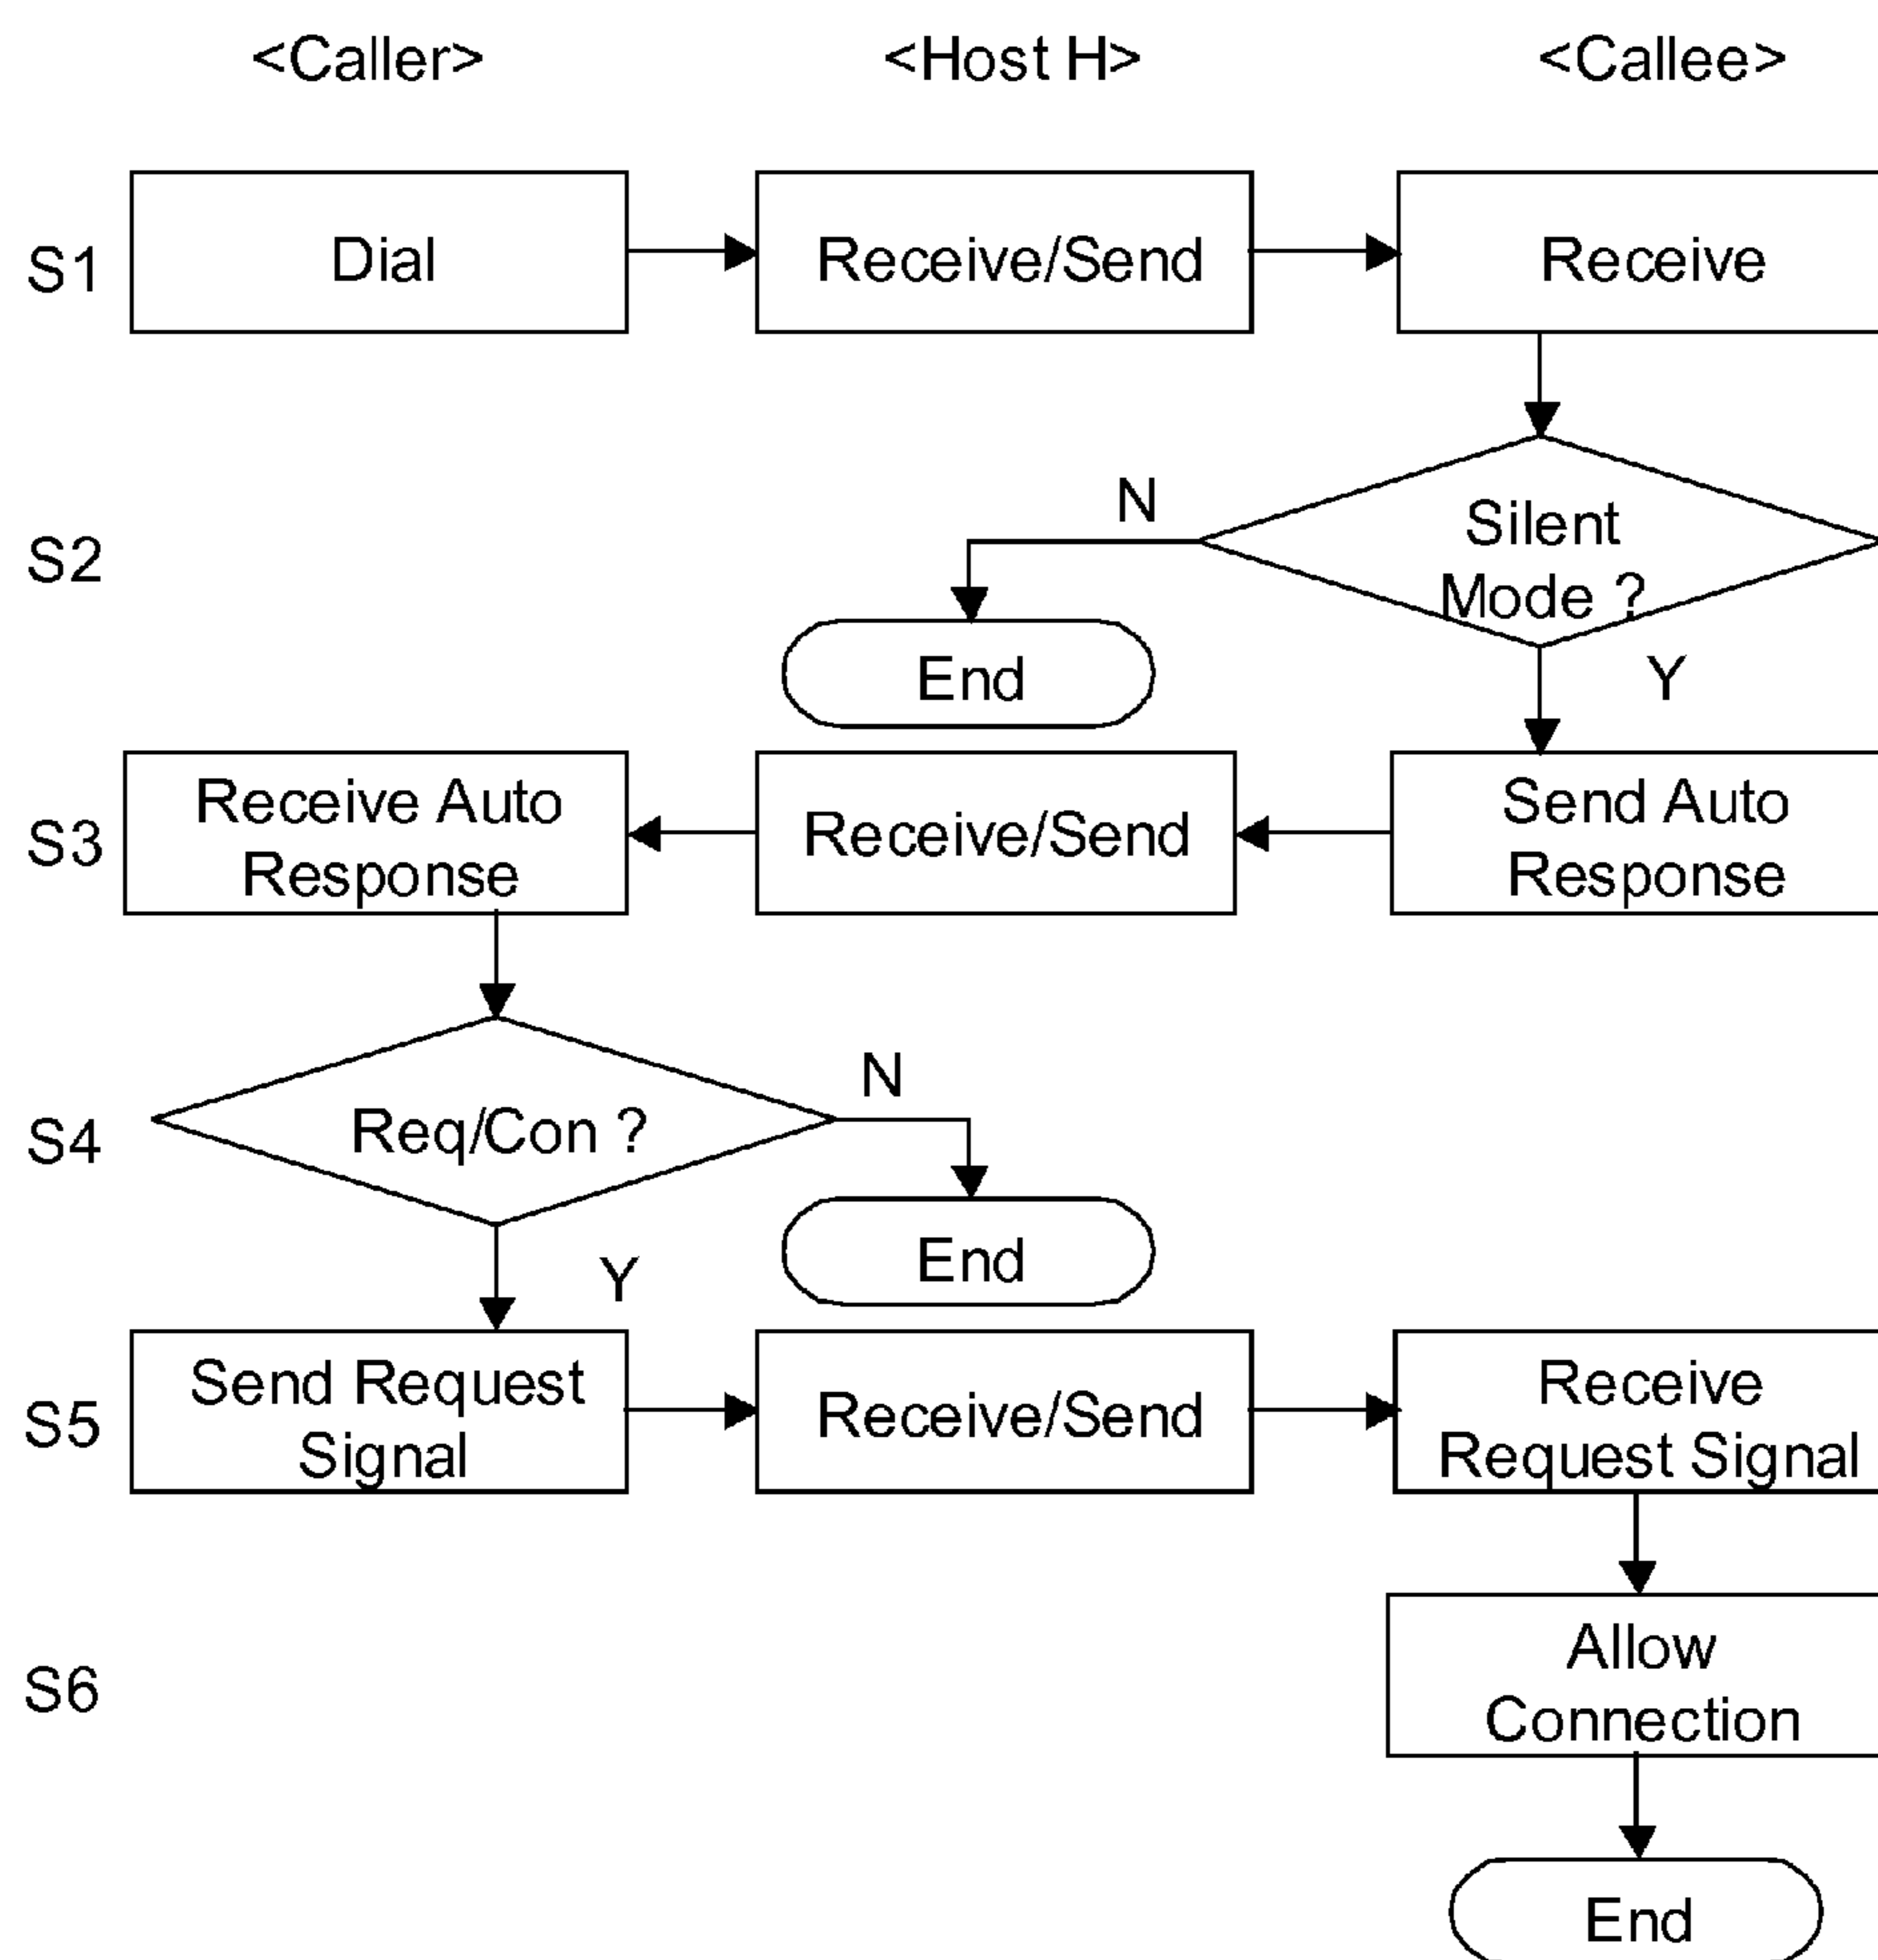 <Caller> <Host H> <Callee>
S1 Dial Receive/Send Receive
S2 N Silent
Mode ?
End
Y
S3 Receive Auto
Response
Receive/Send
Send Auto
Response
S4 Req/Con ?
N
End
Y
S5 Send Request
Signal
Receive/Send
Receive
Request Signal
S6 Allow
Connection
End